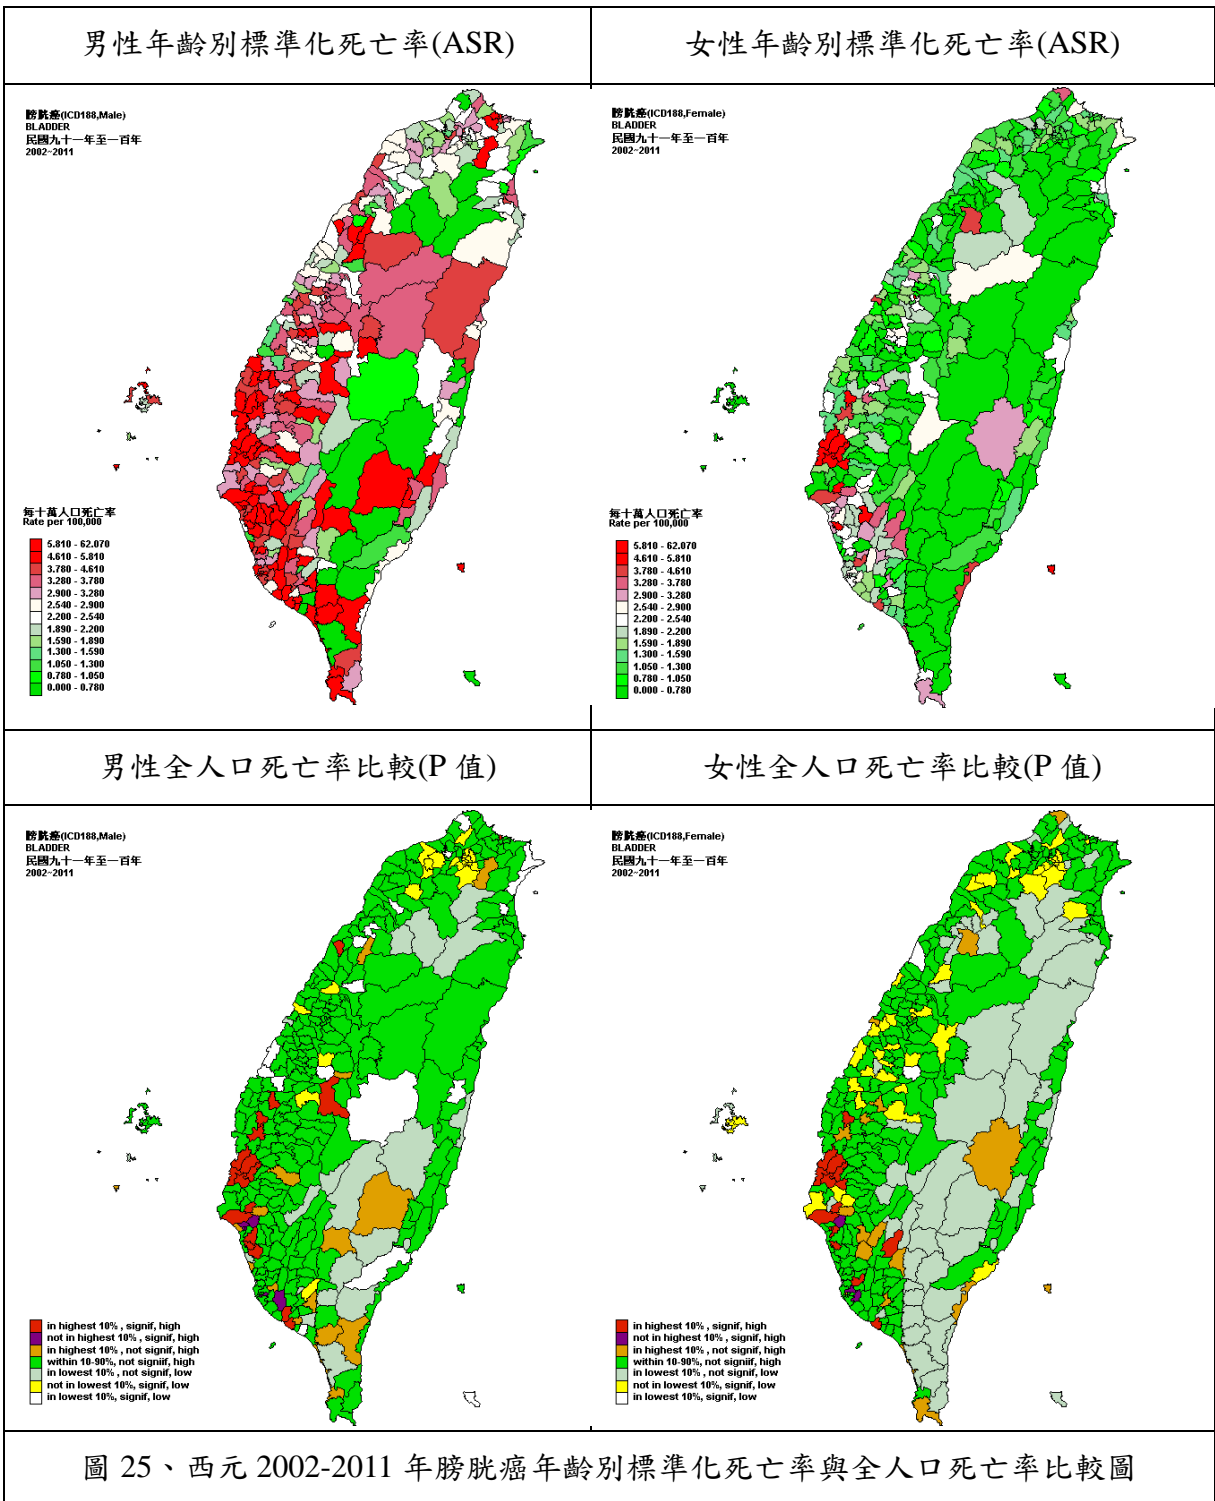 男性年齡別標準化死亡率(ASR)
女性年齡別標準化死亡率(ASR)
膀胱癌(ICD188,Male)
BLADDER
民國九十一年至一百年
2002~2011
每十萬人口死亡率
Rate per 100,000
5.810 - 62.070
4.610 - 5.810
3.780 - 4.610
3.280 - 3.780
2.900 - 3.280
2.540 - 2.900
2.200 - 2.540
1.890 - 2.200
1.590 - 1.890
1.300 - 1.590
1.050 - 1.300
0.780 - 1.050
0.000 - 0.780
膀胱癌(ICD188,Female)
BLADDER
民國九十一年至一百年
2002~2011
每十萬人口死亡率
Rate per 100,000
5.810 - 62.070
4.610 - 5.810
3.780 - 4.610
3.280 - 3.780
2.900 - 3.280
2.540 - 2.900
2.200 - 2.540
1.890 - 2.200
1.590 - 1.890
1.300 - 1.590
1.050 - 1.300
0.780 - 1.050
0.000 - 0.780
男性全人口死亡率比較(P 值)
女性全人口死亡率比較(P 值)
膀胱癌(ICD188,Male)
BLADDER
民國九十一年至一百年
2002~2011
in highest 10% , signif, high
not in highest 10% , signif, high
in highest 10% , not signif, high
within 10-90%, not signiif, high
in lowest 10% , not signif, low
not in lowest 10%, signif, low
in lowest 10%, signif, low
膀胱癌(ICD188,Female)
BLADDER
民國九十一年至一百年
2002~2011
in highest 10% , signif, high
not in highest 10% , signif, high
in highest 10% , not signif, high
within 10-90%, not signiif, high
in lowest 10% , not signif, low
not in lowest 10%, signif, low
in lowest 10%, signif, low
圖 25、西元 2002-2011 年膀胱癌年齡別標準化死亡率與全人口死亡率比較圖